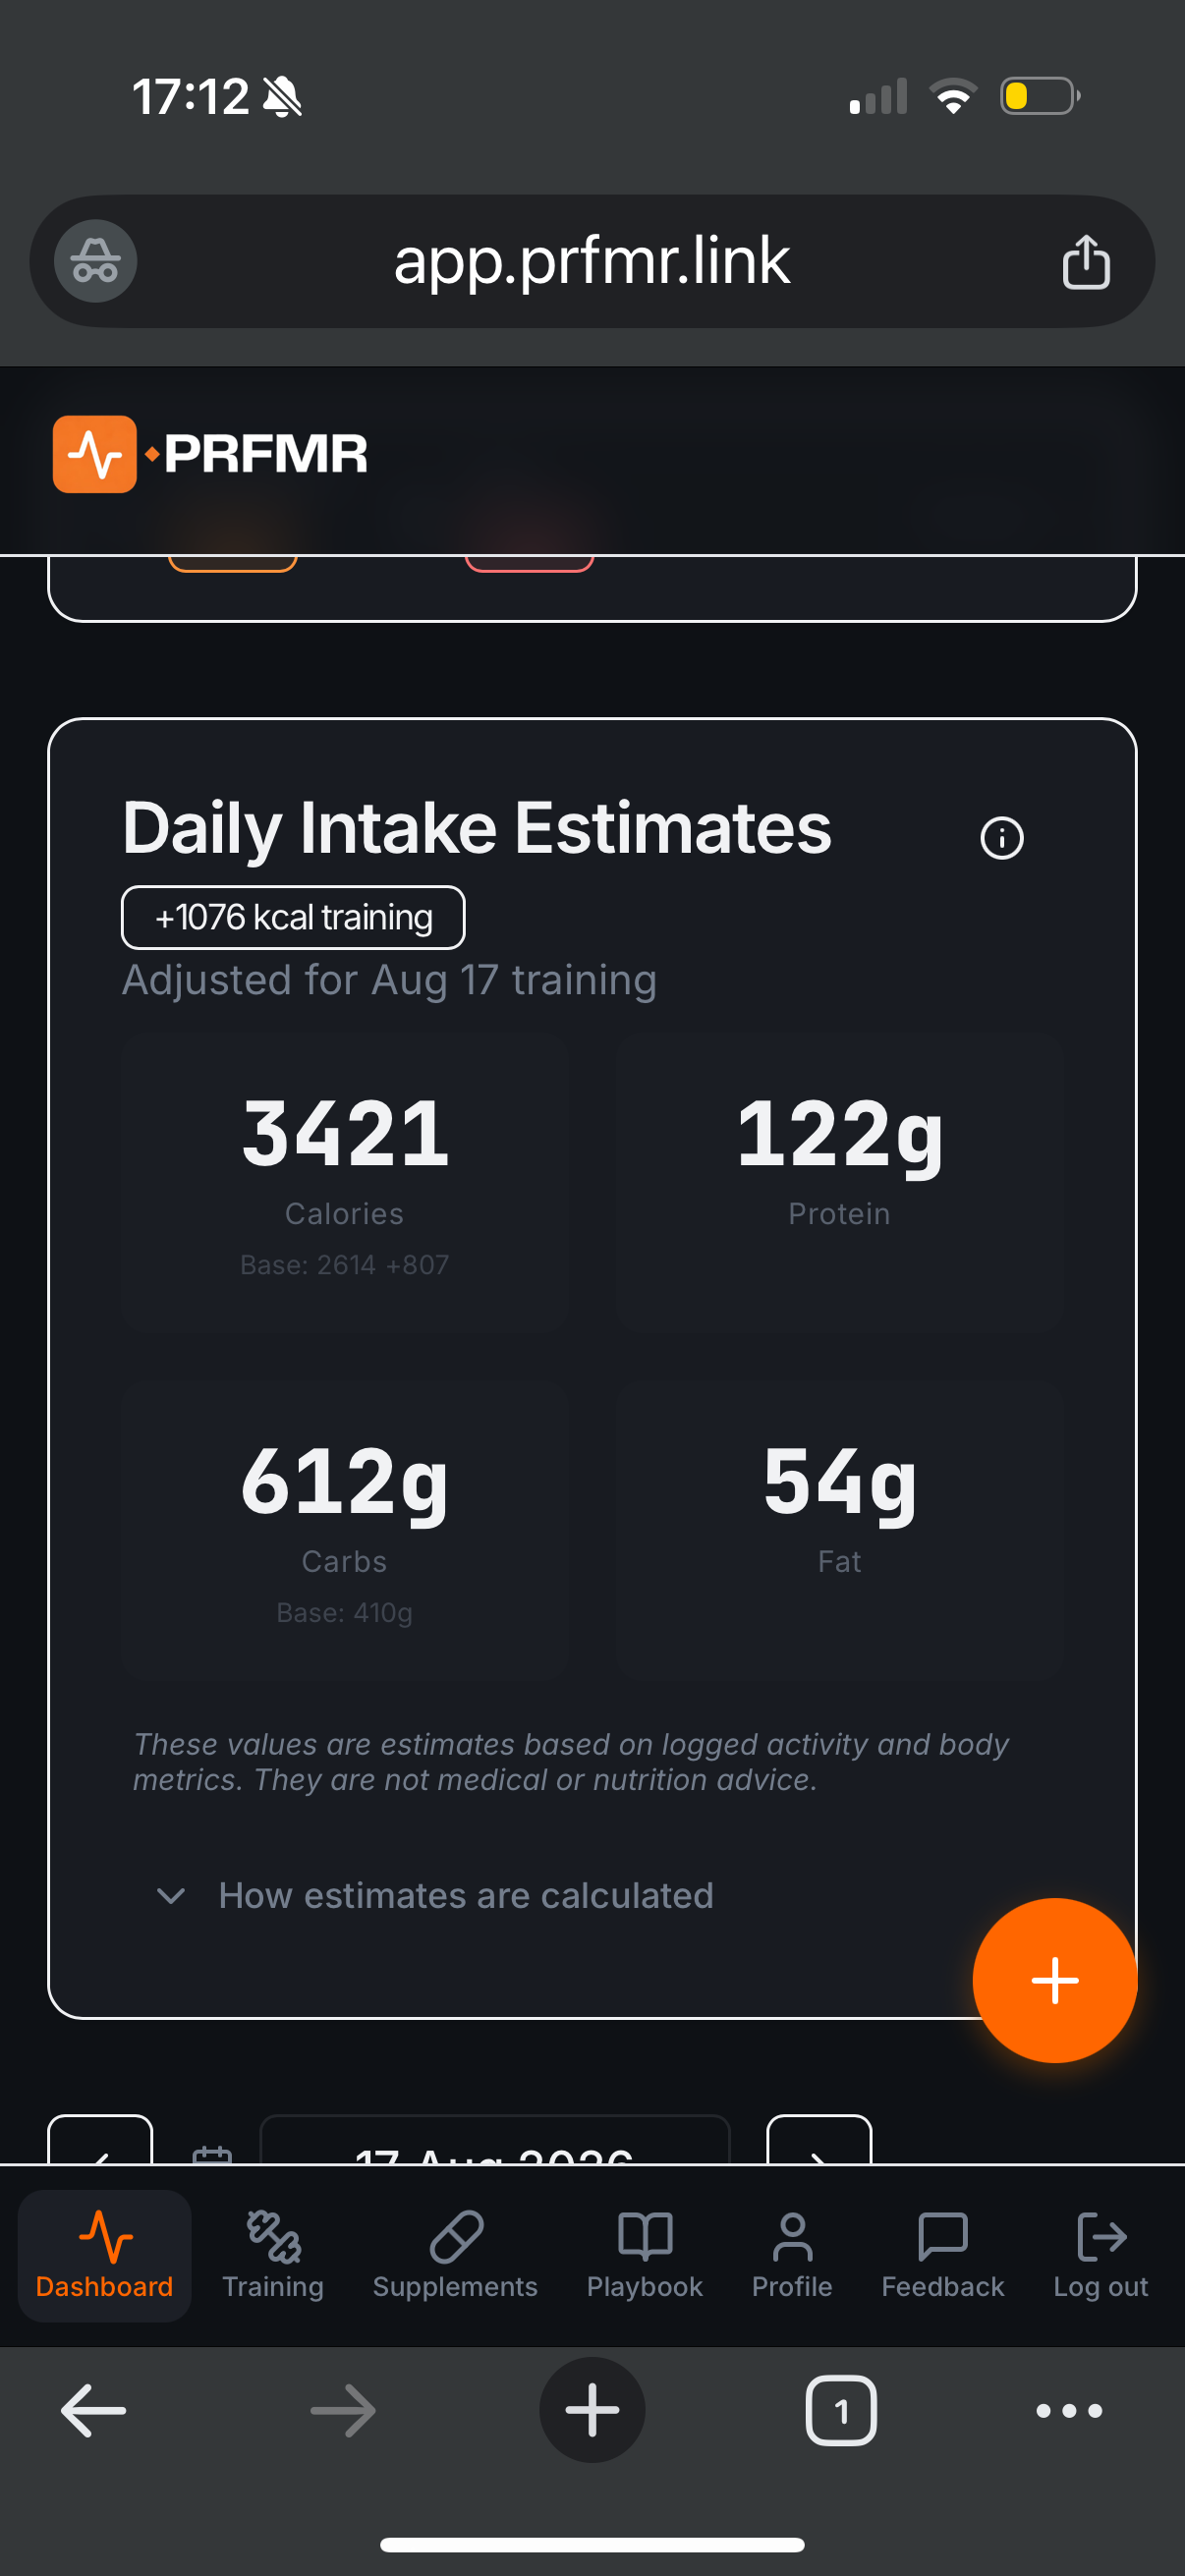 17:12
app.prfmr.link
PRFMR
Daily Intake Estimates
+1076 kcal training
Adjusted for Aug 17 training
3421
Calories
Base: 2614 +807
122g
Protein
612g
Carbs
Base: 410g
54g
Fat
These values are estimates based on logged activity and body
metrics. They are not medical or nutrition advice.
How estimates are calculated
17 Aug 2026
Dashboard
Training
Supplements
Playbook
Profile
Feedback
Log out
1